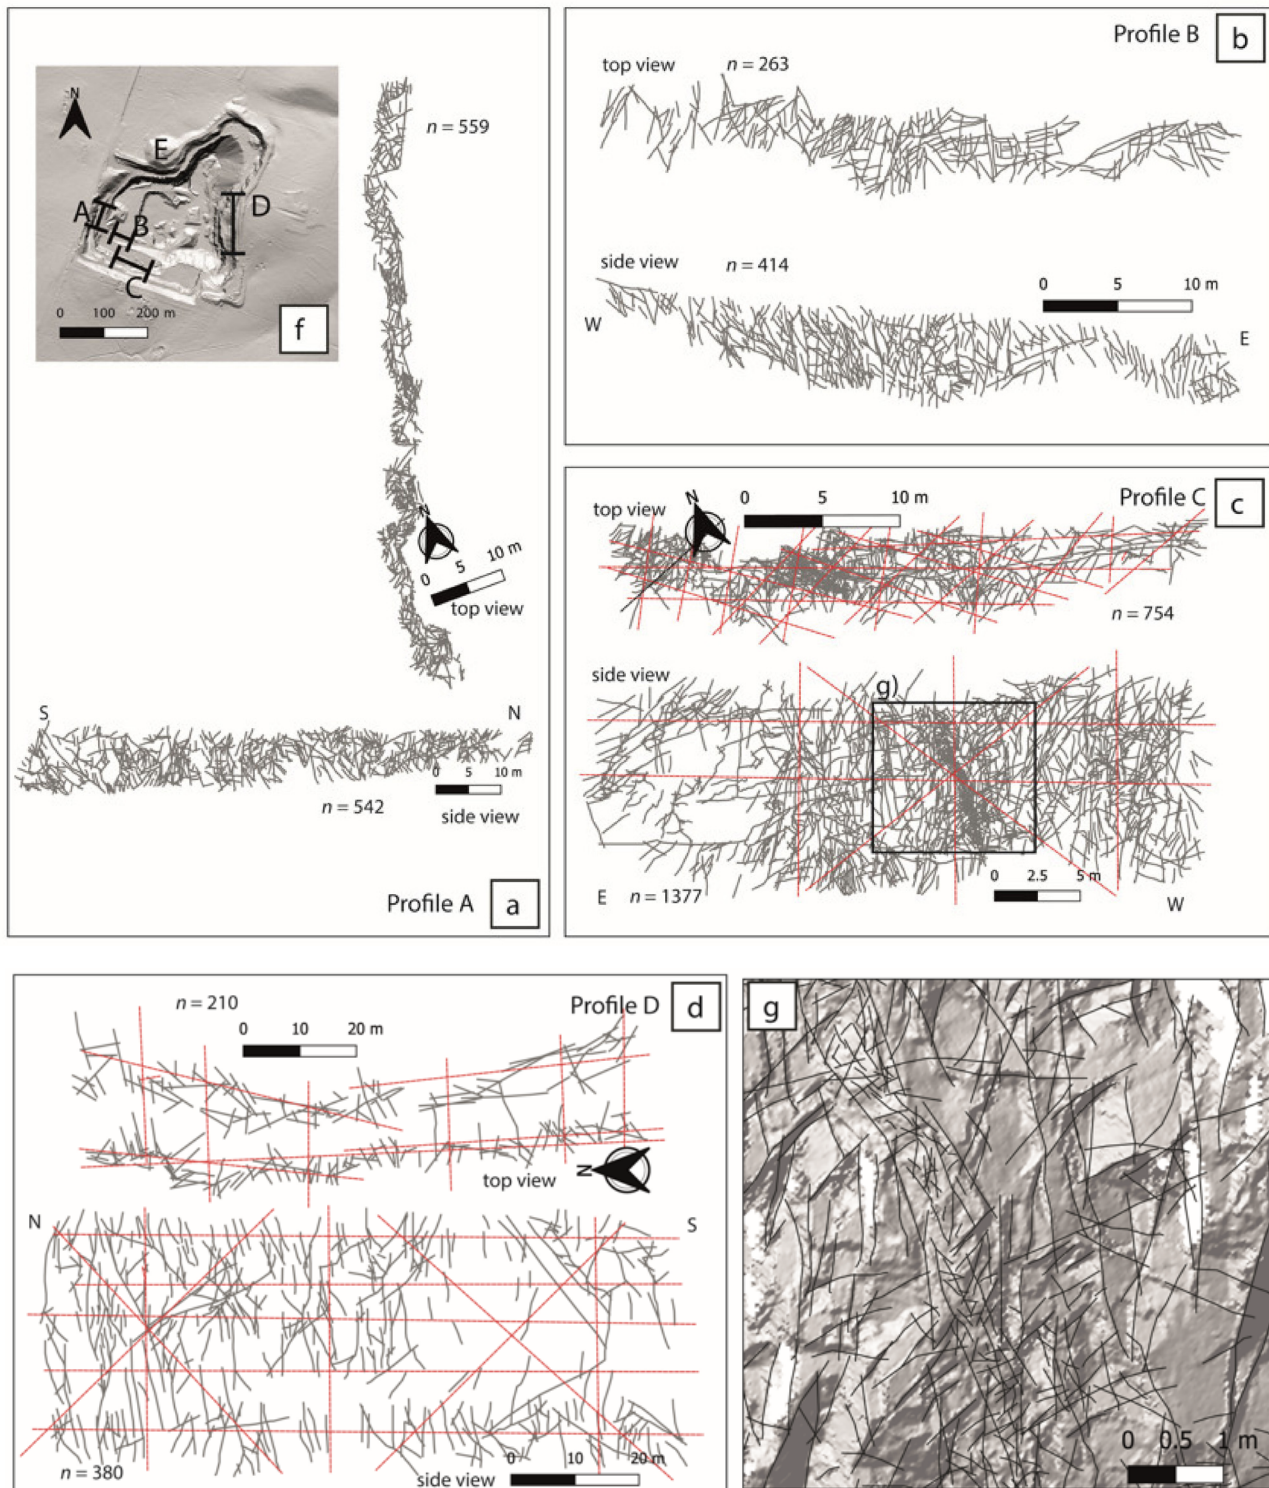 N
E
A
B
D
C
0 100 200 m
f
n = 559
N
0 5 10 m
top view
S
N
n = 542
0 5 10 m
side view
Profile A
a
Profile B
b
top view
n = 263
side view
n = 414
0 5 10 m
W
E
Profile C
c
top view
N
0 5 10 m
n = 754
side view
g)
0 2.5 5 m
E
n = 1377
W
Profile D
d
n = 210
0 10 20 m
top view
N
N
S
n = 380
side view
0 10 20 m
g
0 0.5 1 m